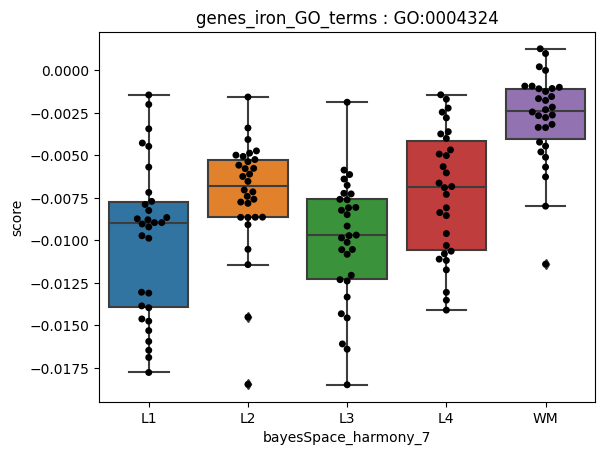 genes_iron_GO_terms : GO:0004324
0.0000
−0.0025
−0.0050
−0.0075
−0.0100
−0.0125
−0.0150
−0.0175
score
L1 L2 L3 L4 WM
bayesSpace_harmony_7